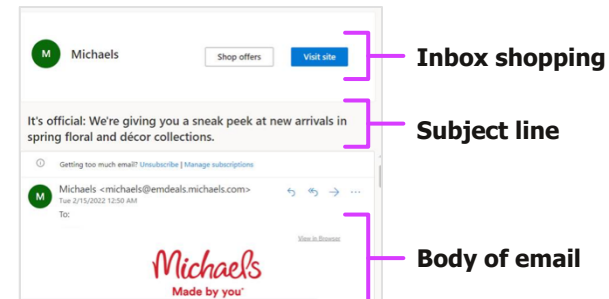 M Michaels Shop offers Visit site
Inbox shopping
It's official: We're giving you a sneak peek at new arrivals in
spring floral and décor collections.
Subject line
Getting too much email? Unsubscribe | Manage subscriptions
M Michaels <michaels@emdeals.michaels.com>
Tue 2/15/2022 12:50 AM
To:
View in Browser
Michaels
Made by you
Body of email